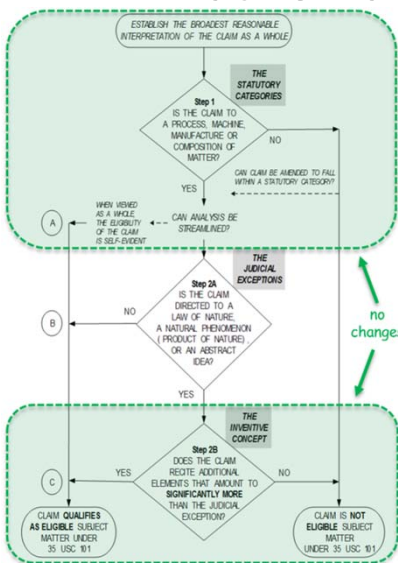 ESTABLISH THE BROADEST REASONABLE
INTERPRETATION OF THE CLAIM AS A WHOLE
THE
STATUTORY
CATEGORIES
Step 1
IS THE CLAIM TO
A PROCESS, MACHINE,
MANUFACTURE OR
COMPOSITION OF
MATTER?
NO
YES
CAN CLAIM BE AMENDED TO FALL
WITHIN A STATUTORY CATEGORY?
WHEN VIEWED
AS A WHOLE,
THE ELIGIBILITY
OF THE CLAIM
IS SELF-EVIDENT
A
CAN ANALYSIS BE
STREAMLINED?
THE
JUDICIAL
EXCEPTIONS
Step 2A
IS THE CLAIM
DIRECTED TO A
LAW OF NATURE,
A NATURAL PHENOMENON
(PRODUCT OF NATURE),
OR AN ABSTRACT
IDEA?
NO
B
YES
no
change
THE
INVENTIVE
CONCEPT
Step 2B
DOES THE CLAIM
RECITE ADDITIONAL
ELEMENTS THAT AMOUNT TO
SIGNIFICANTLY MORE
THAN THE JUDICIAL
EXCEPTION?
YES
NO
C
CLAIM QUALIFIES
AS ELIGIBLE SUBJECT
MATTER UNDER
35 USC 101
CLAIM IS NOT
ELIGIBLE SUBJECT
MATTER
UNDER 35 USC 101